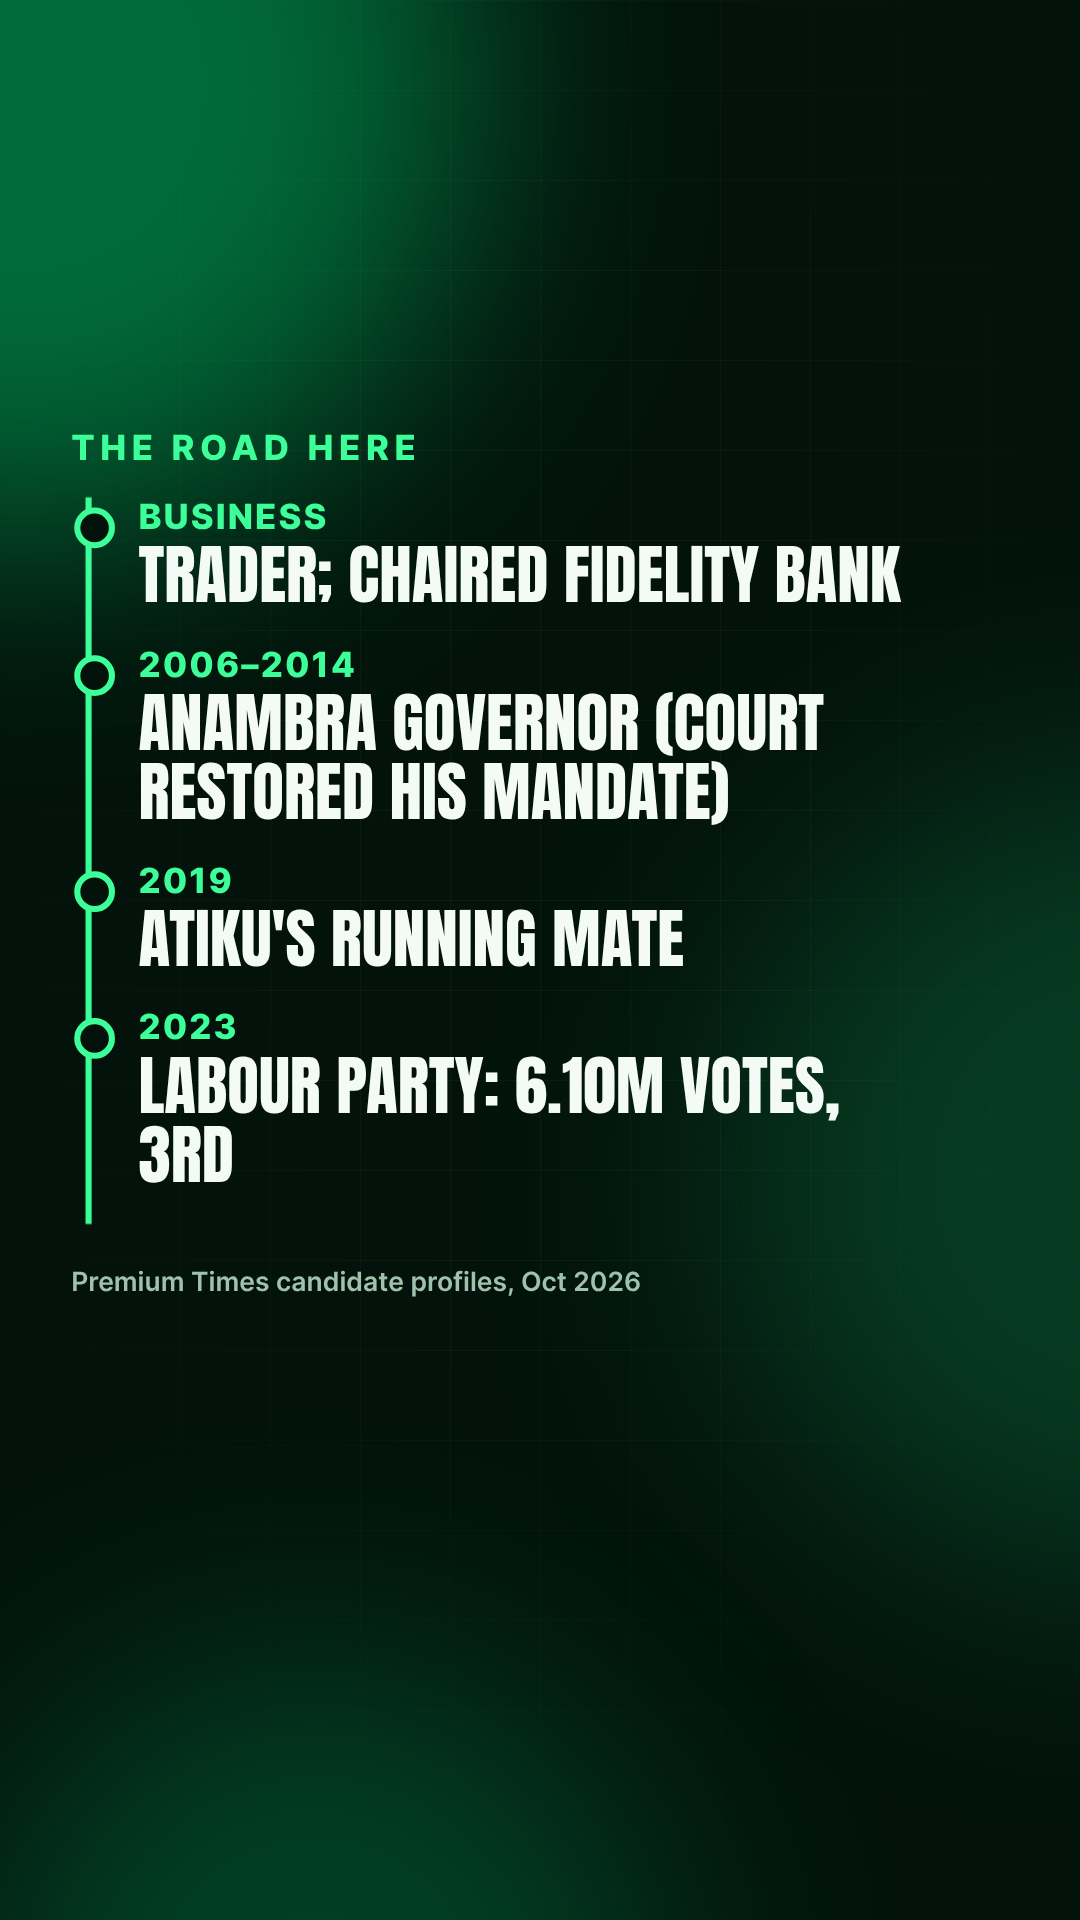 THE ROAD HERE
BUSINESS
TRADER; CHAIRED FIDELITY BANK
2006–2014
ANAMBRA GOVERNOR (COURT
RESTORED HIS MANDATE)
2019
ATIKU'S RUNNING MATE
2023
LABOUR PARTY: 6.10M VOTES,
3RD
Premium Times candidate profiles, Oct 2026